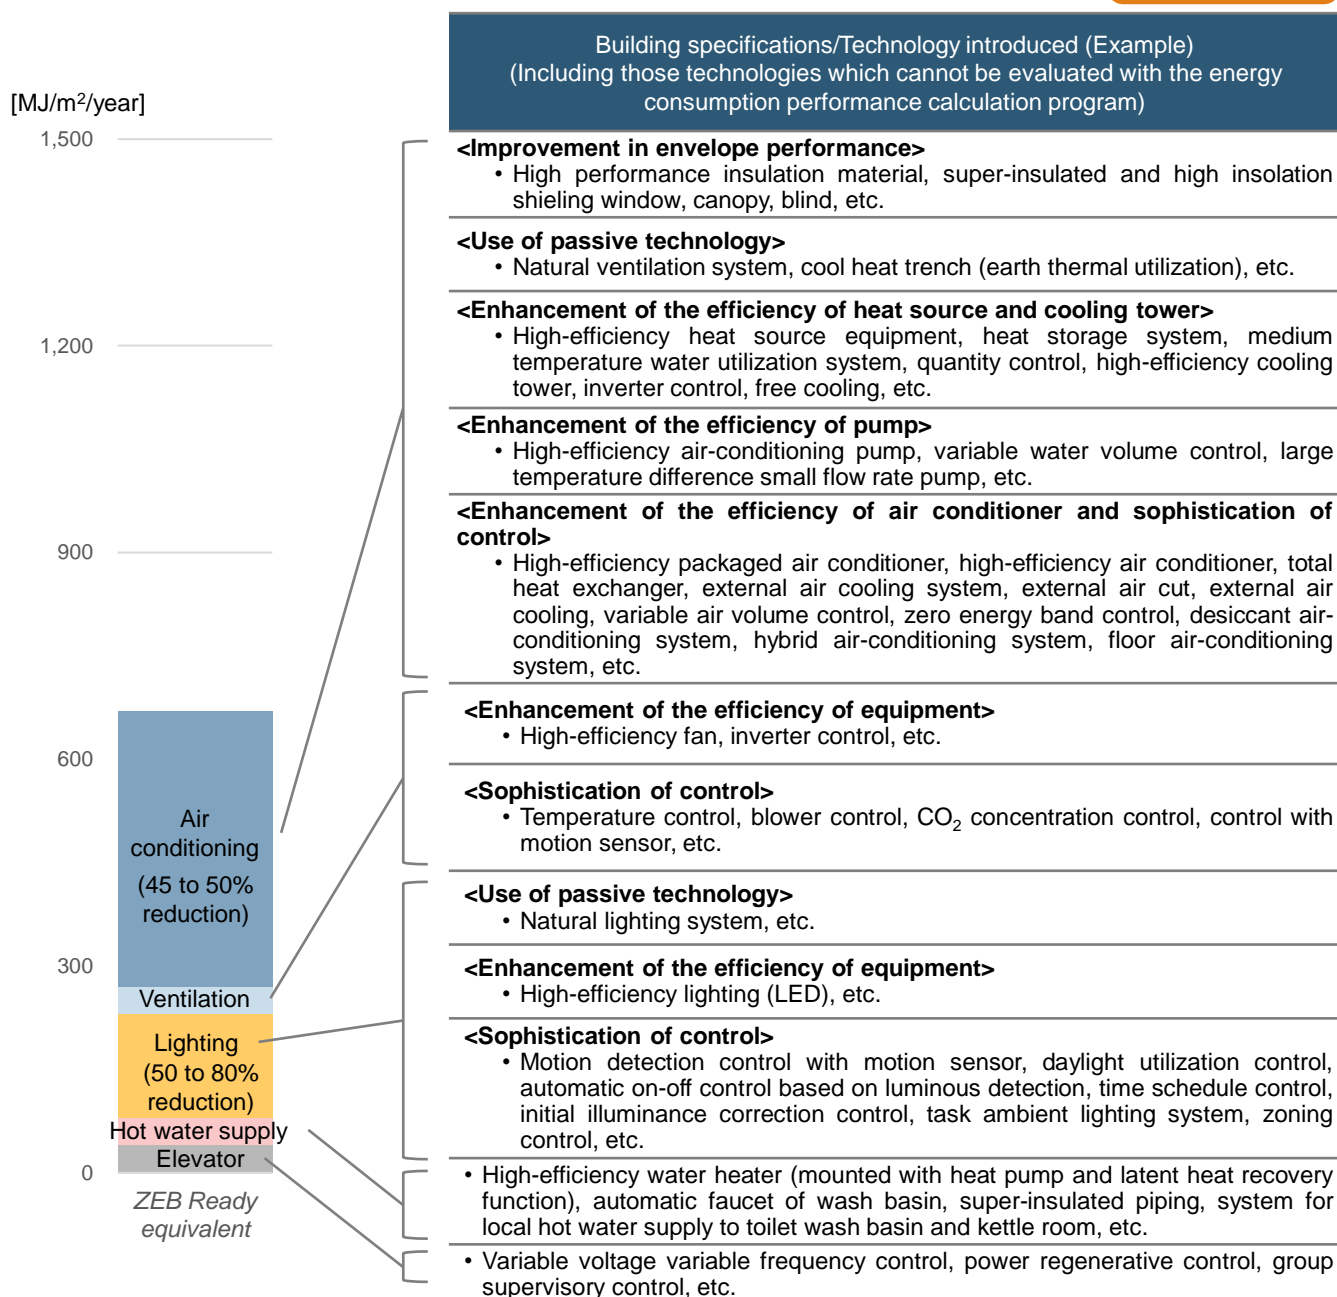 Building specifications/Technology introduced (Example)
(Including those technologies which cannot be evaluated with the energy
consumption performance calculation program)
[MJ/m²/year]
1,500
1,200
900
600
300
0
Air
conditioning
(45 to 50%
reduction)
Ventilation
Lighting
(50 to 80%
reduction)
Hot water supply
Elevator
ZEB Ready
equivalent
<Improvement in envelope performance>
• High performance insulation material, super-insulated and high insolation
shieling window, canopy, blind, etc.
<Use of passive technology>
• Natural ventilation system, cool heat trench (earth thermal utilization), etc.
<Enhancement of the efficiency of heat source and cooling tower>
• High-efficiency heat source equipment, heat storage system, medium
temperature water utilization system, quantity control, high-efficiency cooling
tower, inverter control, free cooling, etc.
<Enhancement of the efficiency of pump>
• High-efficiency air-conditioning pump, variable water volume control, large
temperature difference small flow rate pump, etc.
<Enhancement of the efficiency of air conditioner and sophistication of
control>
• High-efficiency packaged air conditioner, high-efficiency air conditioner, total
heat exchanger, external air cooling system, external air cut, external air
cooling, variable air volume control, zero energy band control, desiccant air-
conditioning system, hybrid air-conditioning system, floor air-conditioning
system, etc.
<Enhancement of the efficiency of equipment>
• High-efficiency fan, inverter control, etc.
<Sophistication of control>
• Temperature control, blower control, CO₂ concentration control, control with
motion sensor, etc.
<Use of passive technology>
• Natural lighting system, etc.
<Enhancement of the efficiency of equipment>
• High-efficiency lighting (LED), etc.
<Sophistication of control>
• Motion detection control with motion sensor, daylight utilization control,
automatic on-off control based on luminous detection, time schedule control,
initial illuminance correction control, task ambient lighting system, zoning
control, etc.
• High-efficiency water heater (mounted with heat pump and latent heat recovery
function), automatic faucet of wash basin, super-insulated piping, system for
local hot water supply to toilet wash basin and kettle room, etc.
• Variable voltage variable frequency control, power regenerative control, group
supervisory control, etc.